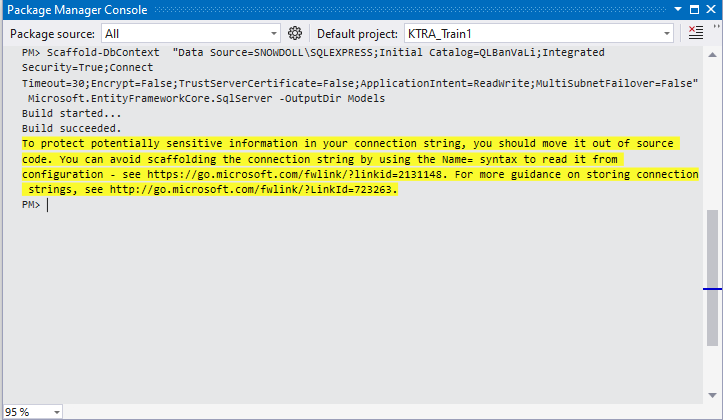 Package Manager Console
Package source: All Default project: KTRA_Train1
PM> Scaffold-DbContext  "Data Source=SNOWDOLL\SQLEXPRESS;Initial Catalog=QLBanVaLi;Integrated
Security=True;Connect
Timeout=30;Encrypt=False;TrustServerCertificate=False;ApplicationIntent=ReadWrite;MultiSubnetFailover=False"
Microsoft.EntityFrameworkCore.SqlServer -OutputDir Models
Build started...
Build succeeded.
To protect potentially sensitive information in your connection string, you should move it out of source
code. You can avoid scaffolding the connection string by using the Name= syntax to read it from
configuration - see https://go.microsoft.com/fwlink/?linkid=2131148. For more guidance on storing connection
strings, see http://go.microsoft.com/fwlink/?LinkId=723263.
PM>
95 %